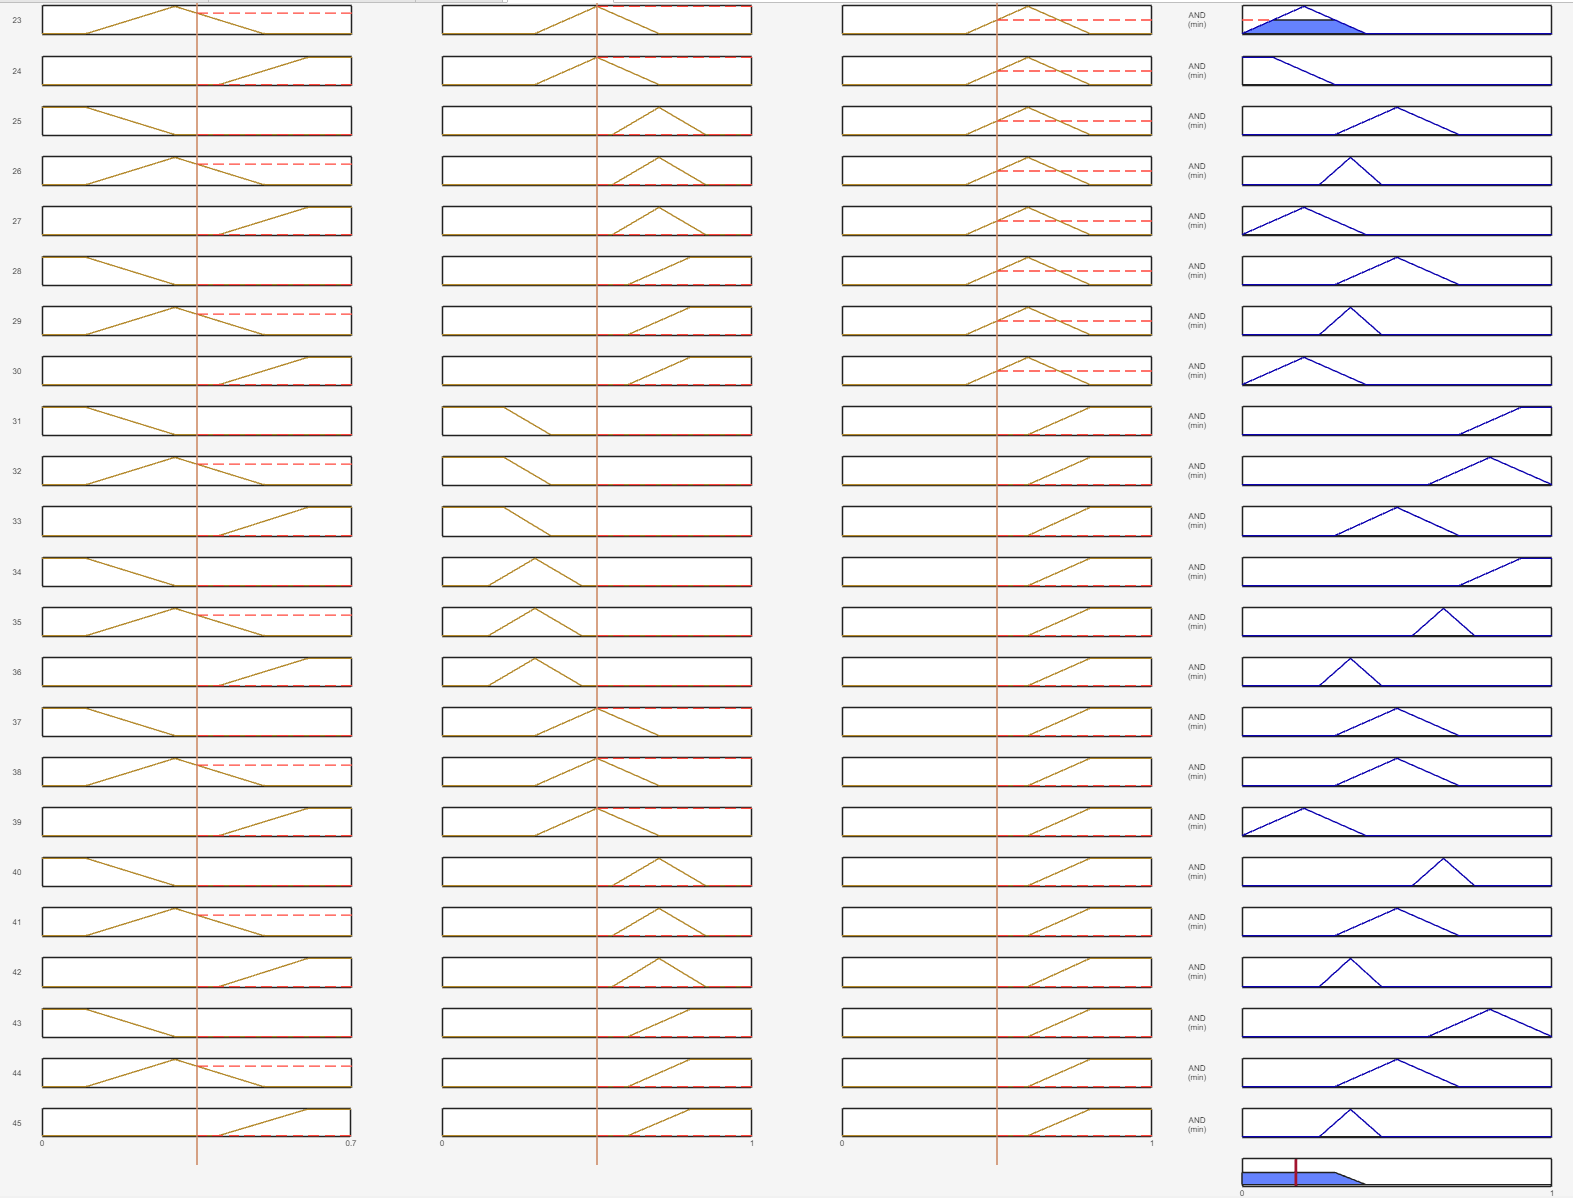 23 AND
(min)
24 AND
(min)
25 AND
(min)
26 AND
(min)
27 AND
(min)
28 AND
(min)
29 AND
(min)
30 AND
(min)
31 AND
(min)
32 AND
(min)
33 AND
(min)
34 AND
(min)
35 AND
(min)
36 AND
(min)
37 AND
(min)
38 AND
(min)
39 AND
(min)
40 AND
(min)
41 AND
(min)
42 AND
(min)
43 AND
(min)
44 AND
(min)
45 AND
(min)
0 0.7 0 1 0 1
0 1